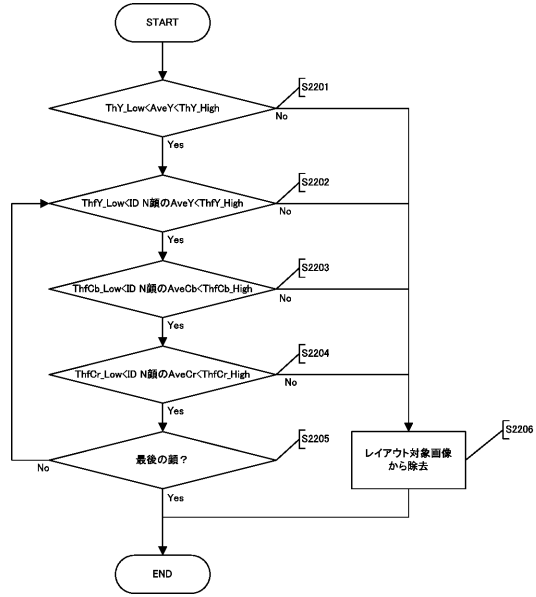 START
S2201
ThY_Low<AveY<ThY_High
No
Yes
S2202
ThfY_Low<ID N顔のAveY<ThfY_High
No
Yes
S2203
ThfCb_Low<ID N顔のAveCb<ThfCb_High
No
Yes
S2204
ThfCr_Low<ID N顔のAveCr<ThfCr_High
No
Yes
S2205
最後の顔？
No
Yes
S2206
レイアウト対象画像
から除去
END